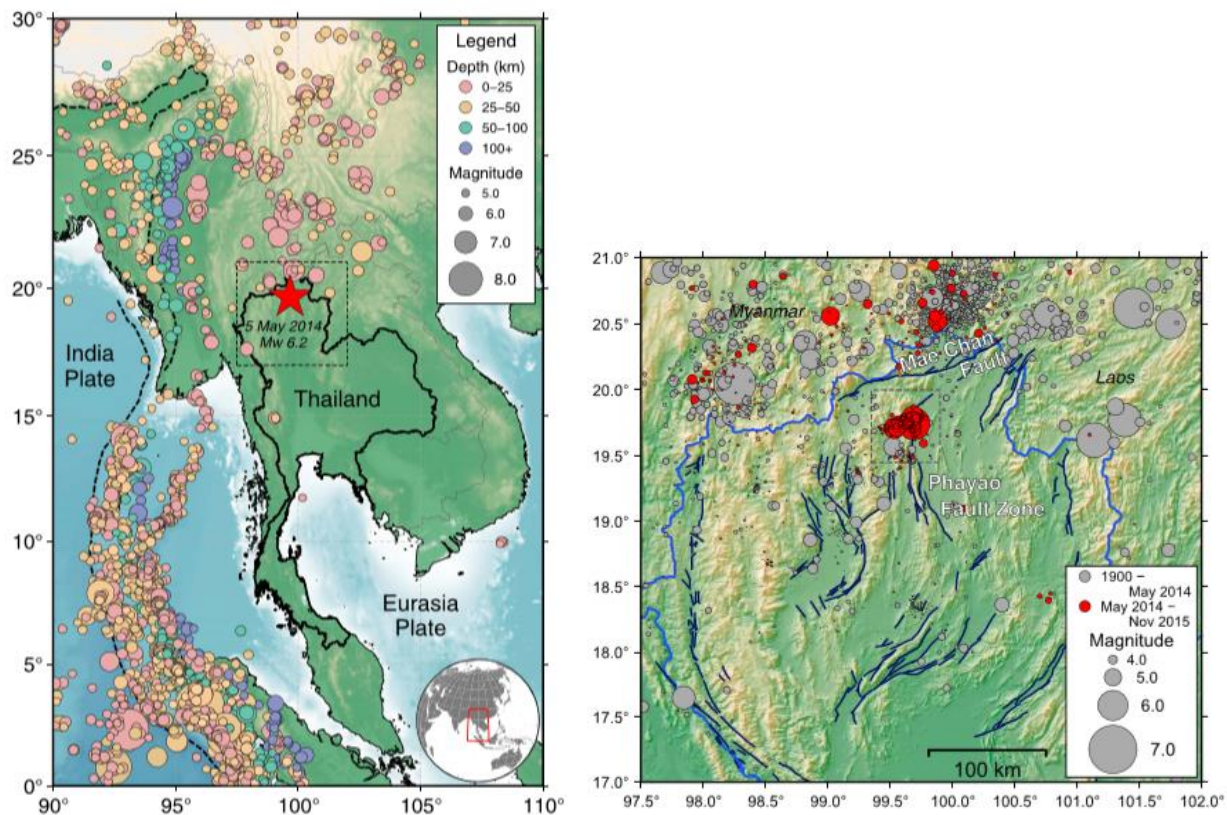 30°
25°
20°
15°
10°
5°
0°
90°
95°
100°
105°
110°
Legend
Depth (km)
0–25
25–50
50–100
100+
Magnitude
5.0
6.0
7.0
8.0
5 May 2014
Mw 6.2
India
Plate
Thailand
Eurasia
Plate
21.0°
20.5°
20.0°
19.5°
19.0°
18.5°
18.0°
17.5°
17.0°
97.5°
98.0°
98.5°
99.0°
99.5°
100.0°
100.5°
101.0°
101.5°
102.0°
Myanmar
Mae Chan
Fault
Laos
Phayao
Fault Zone
1900 –
May 2014
May 2014 –
Nov 2015
Magnitude
4.0
5.0
6.0
7.0
100 km